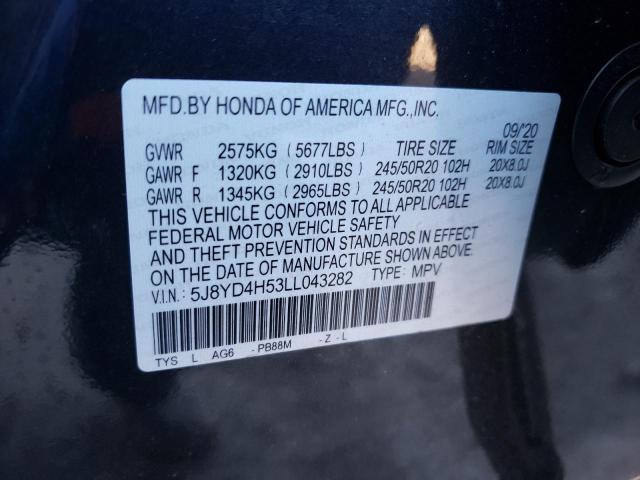 MFD.BY HONDA OF AMERICA MFG.,INC.
09/'20
GVWR 2575KG (5677LBS) TIRE SIZE RIM SIZE
GAWR F 1320KG (2910LBS) 245/50R20 102H 20X8.0J
GAWR R 1345KG (2965LBS) 245/50R20 102H 20X8.0J
THIS VEHICLE CONFORMS TO ALL APPLICABLE
FEDERAL MOTOR VEHICLE SAFETY
AND THEFT PREVENTION STANDARDS IN EFFECT
ON THE DATE OF MANUFACTURE SHOWN ABOVE.
V.I.N.: 5J8YD4H53LL043282 TYPE: MPV
TYS L AG6 -PB88M -Z -L